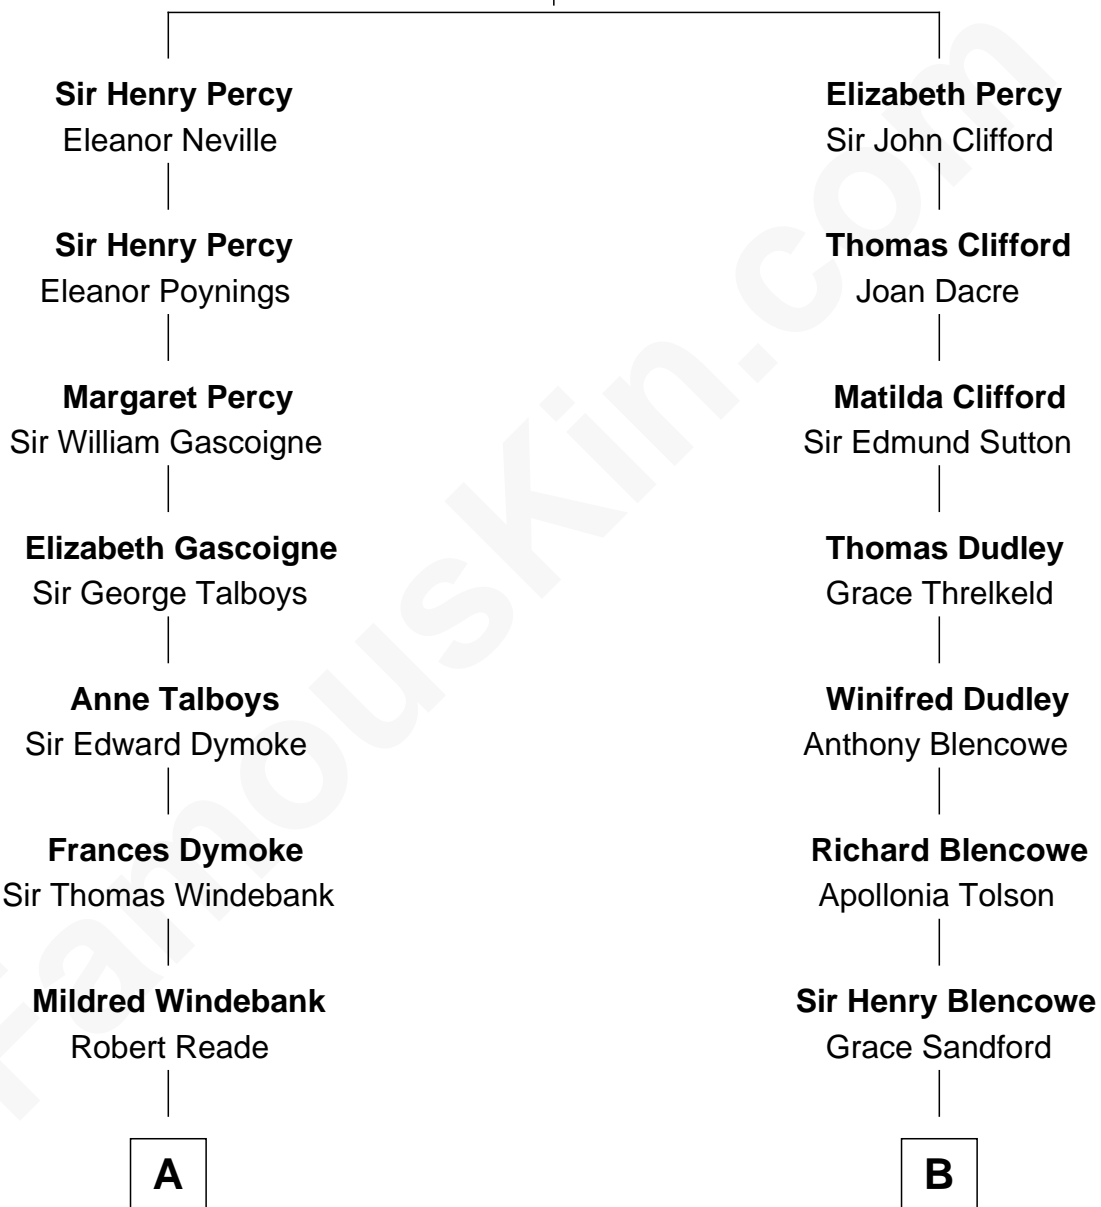 Sir Henry Percy
Eleanor Neville
Sir Henry Percy
Eleanor Poynings
Margaret Percy
Sir William Gascoigne
Elizabeth Gascoigne
Sir George Talboys
Anne Talboys
Sir Edward Dymoke
Frances Dymoke
Sir Thomas Windebank
Mildred Windebank
Robert Reade
A
Elizabeth Percy
Sir John Clifford
Thomas Clifford
Joan Dacre
Matilda Clifford
Sir Edmund Sutton
Thomas Dudley
Grace Threlkeld
Winifred Dudley
Anthony Blencowe
Richard Blencowe
Apollonia Tolson
Sir Henry Blencowe
Grace Sandford
B
FamousKin.com